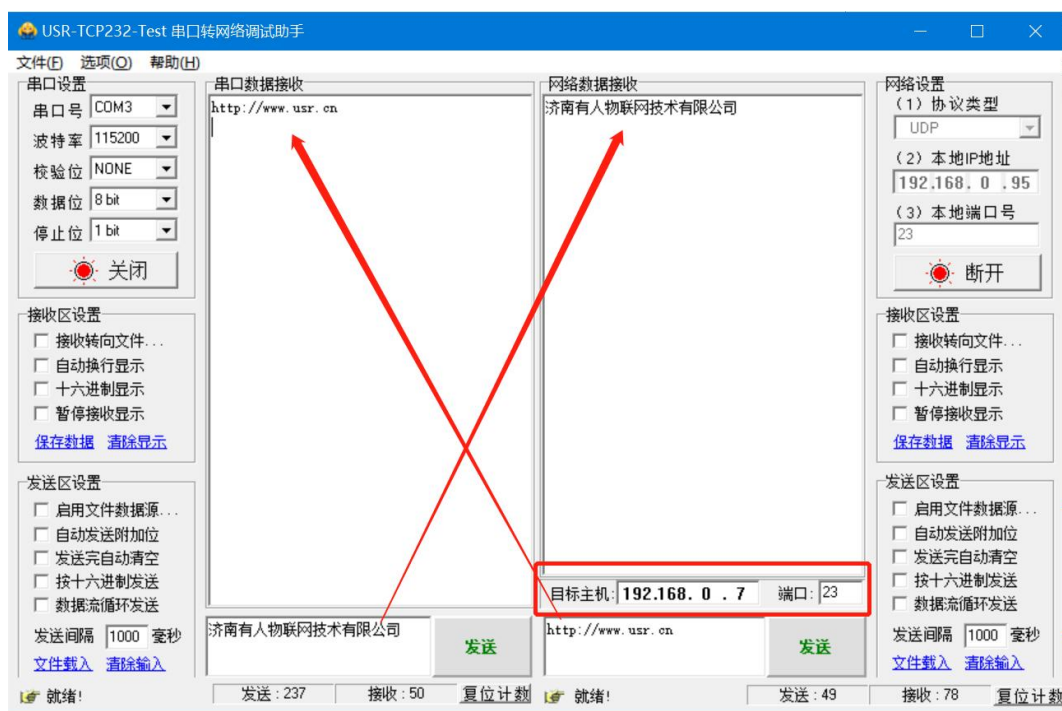 USR-TCP232-Test 串口转网络调试助手
文件(F) 选项(O) 帮助(H)
串口设置
串口号 COM3
波特率 115200
校验位 NONE
数据位 8 bit
停止位 1 bit
关闭
接收区设置
接收转向文件...
自动换行显示
十六进制显示
暂停接收显示
保存数据 清除显示
发送区设置
启用文件数据源...
自动发送附加位
发送完自动清空
按十六进制发送
数据流循环发送
发送间隔 1000 毫秒
文件载入 清除输入
串口数据接收
http://www.usr.cn
济南有人物联网技术有限公司
发送
网络数据接收
济南有人物联网技术有限公司
目标主机: 192.168. 0 . 7 端口: 23
http://www.usr.cn
发送
网络设置
(1) 协议类型
UDP
(2) 本地IP地址
192.168. 0 .95
(3) 本地端口号
23
断开
接收区设置
接收转向文件...
自动换行显示
十六进制显示
暂停接收显示
保存数据 清除显示
发送区设置
启用文件数据源...
自动发送附加位
发送完自动清空
按十六进制发送
数据流循环发送
发送间隔 1000 毫秒
文件载入 清除输入
就绪! 发送:237 接收:50 复位计数 就绪! 发送:49 接收:78 复位计数